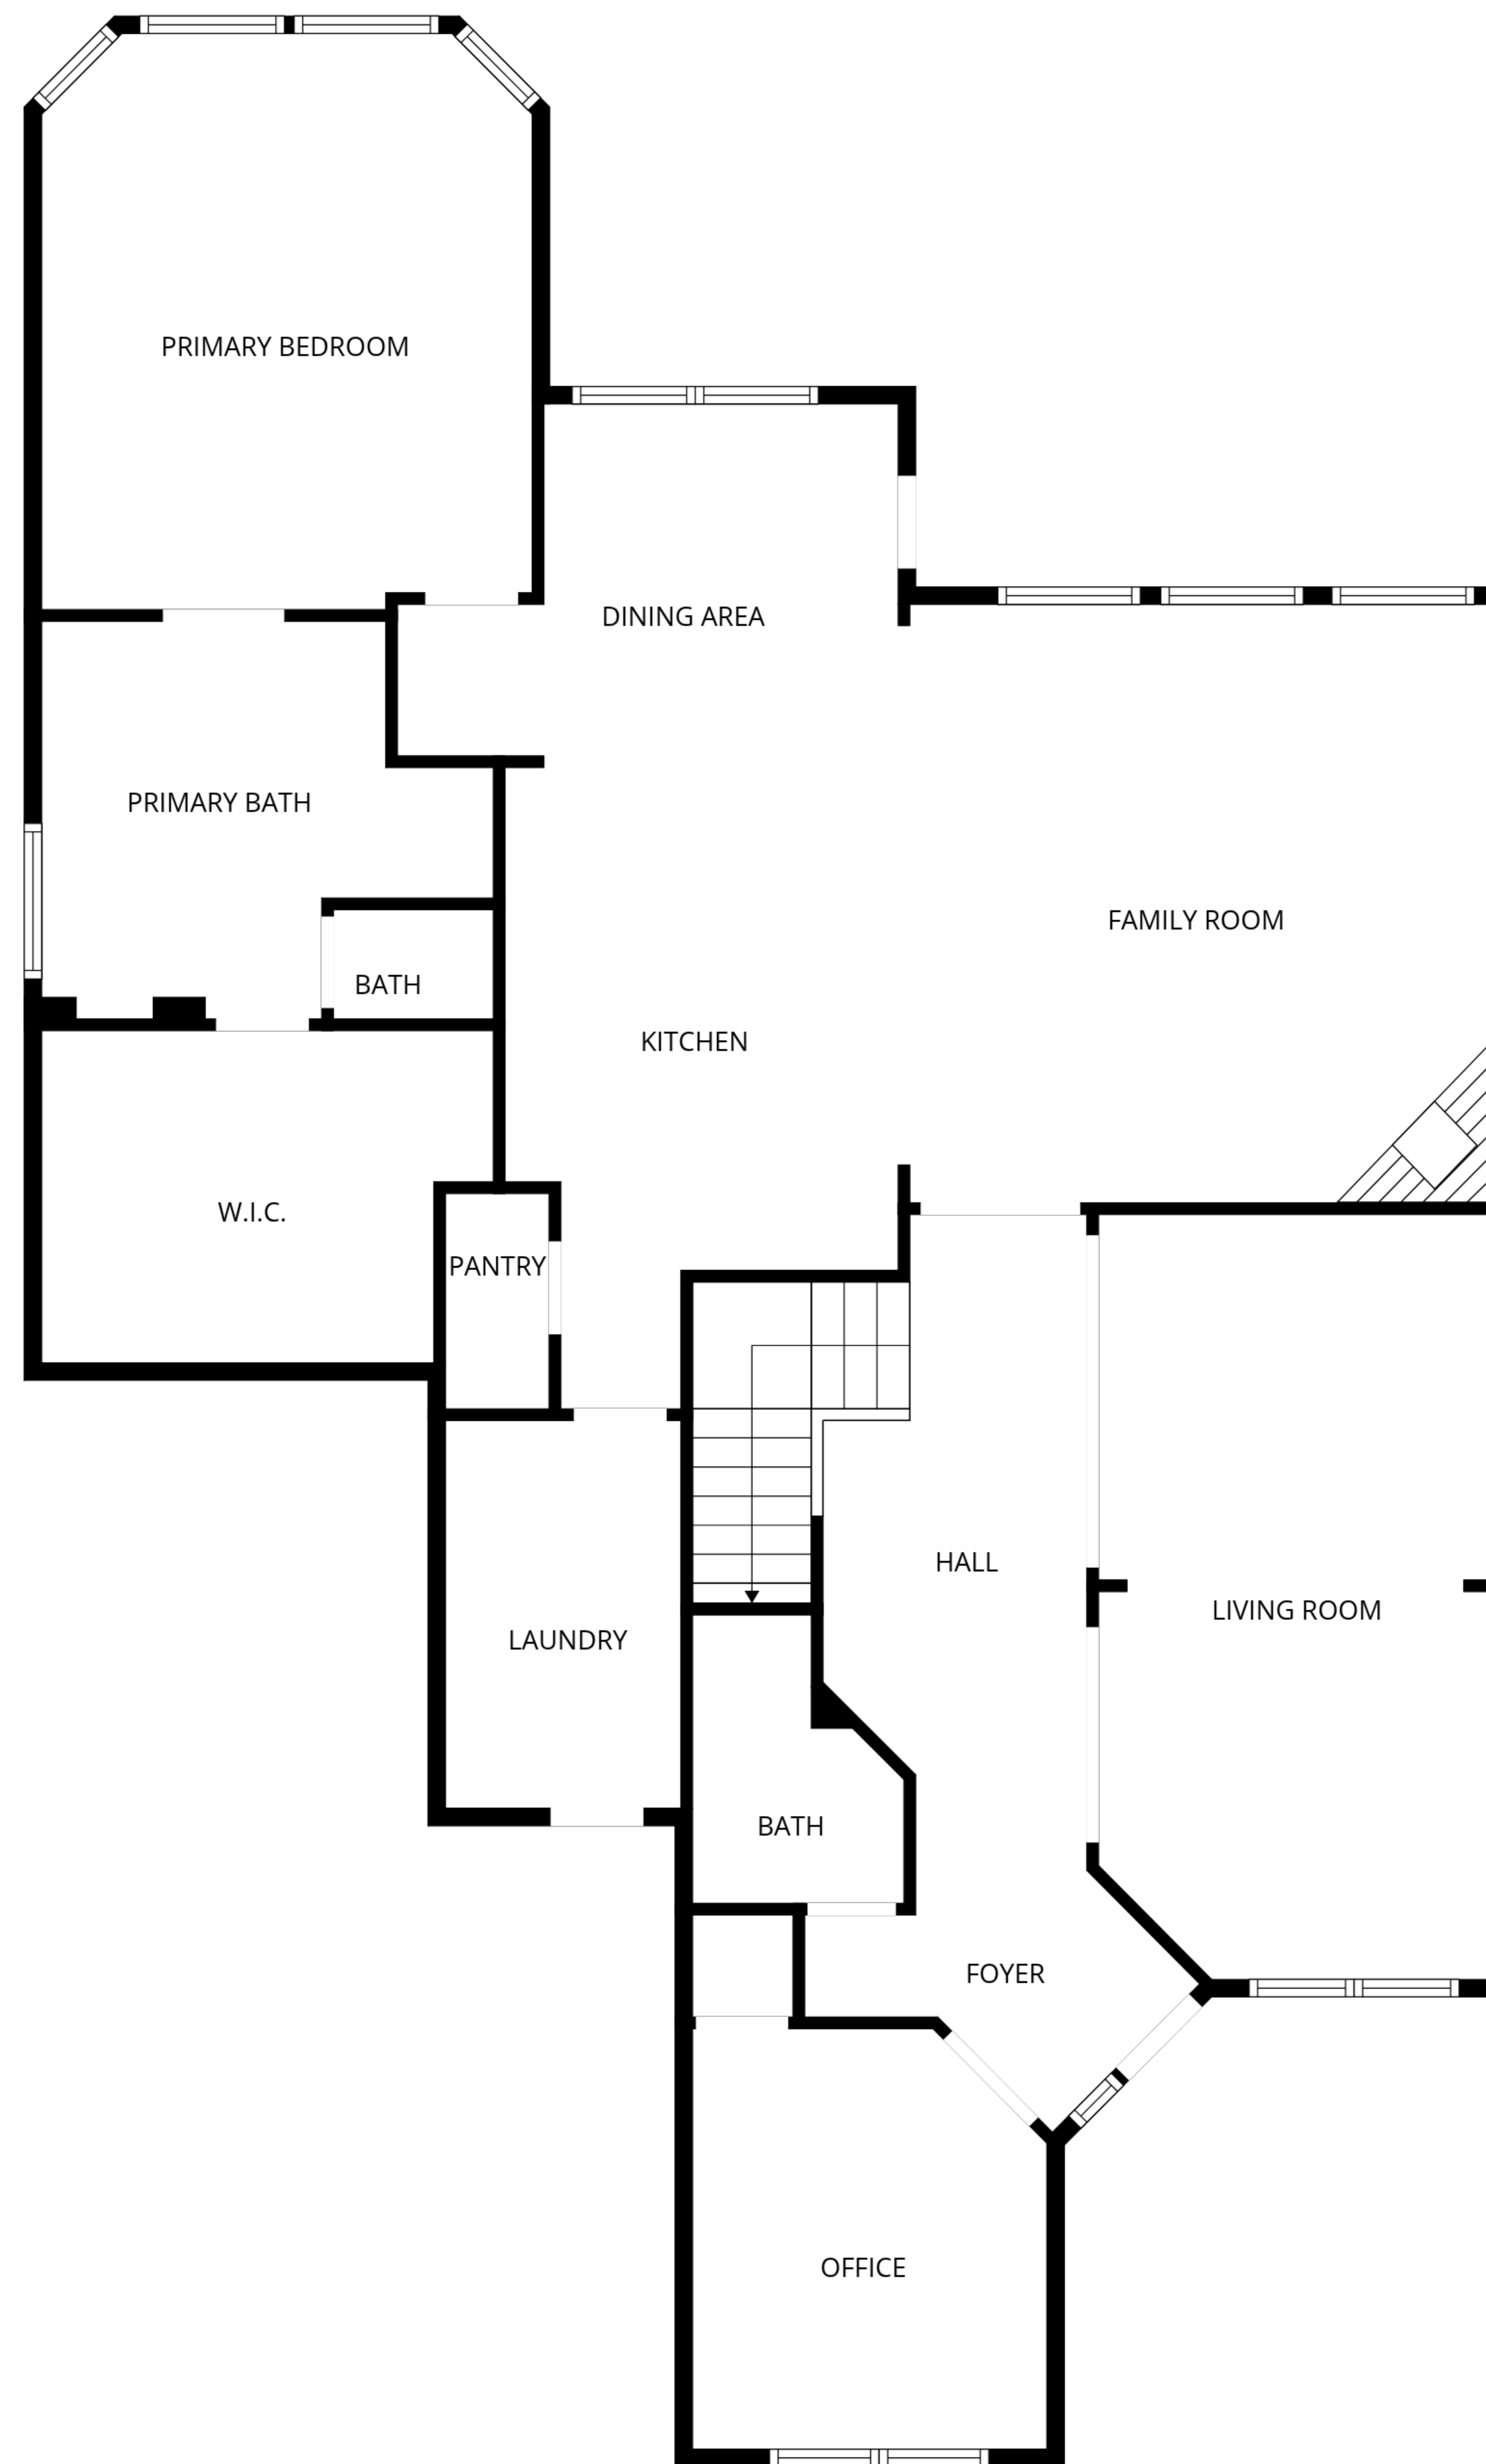 PRIMARY BEDROOM
DINING AREA
PRIMARY BATH
FAMILY ROOM
BATH
KITCHEN
W.I.C.
PANTRY
HALL
LIVING ROOM
LAUNDRY
BATH
FOYER
OFFICE